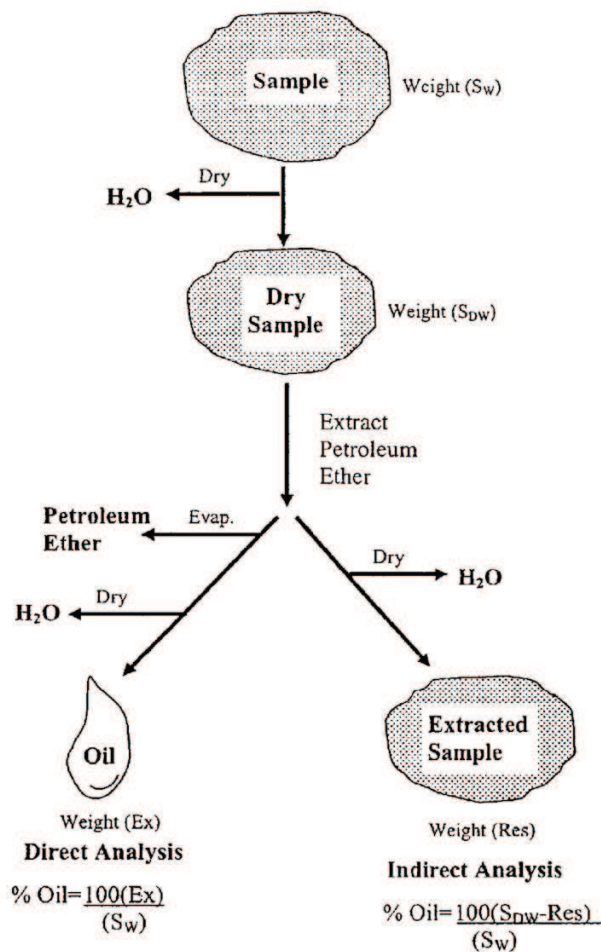 Sample
Weight (Sw)
Dry
H₂O
Dry
Sample
Weight (SDW)
Extract
Petroleum
Ether
Petroleum
Ether
Evap.
Dry
H₂O
Dry
H₂O
Oil
Extracted
Sample
Weight (Ex)
Weight (Res)
Direct Analysis
Indirect Analysis
% Oil=100(Ex)
(Sw)
% Oil=100(SDW-Res)
(Sw)